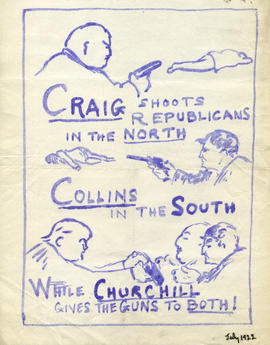 CRAIG SHOOTS
REPUBLICANS
IN THE NORTH
COLLINS
IN THE SOUTH
WHILE CHURCHILL
GIVES THE GUNS TO BOTH!
July 1922